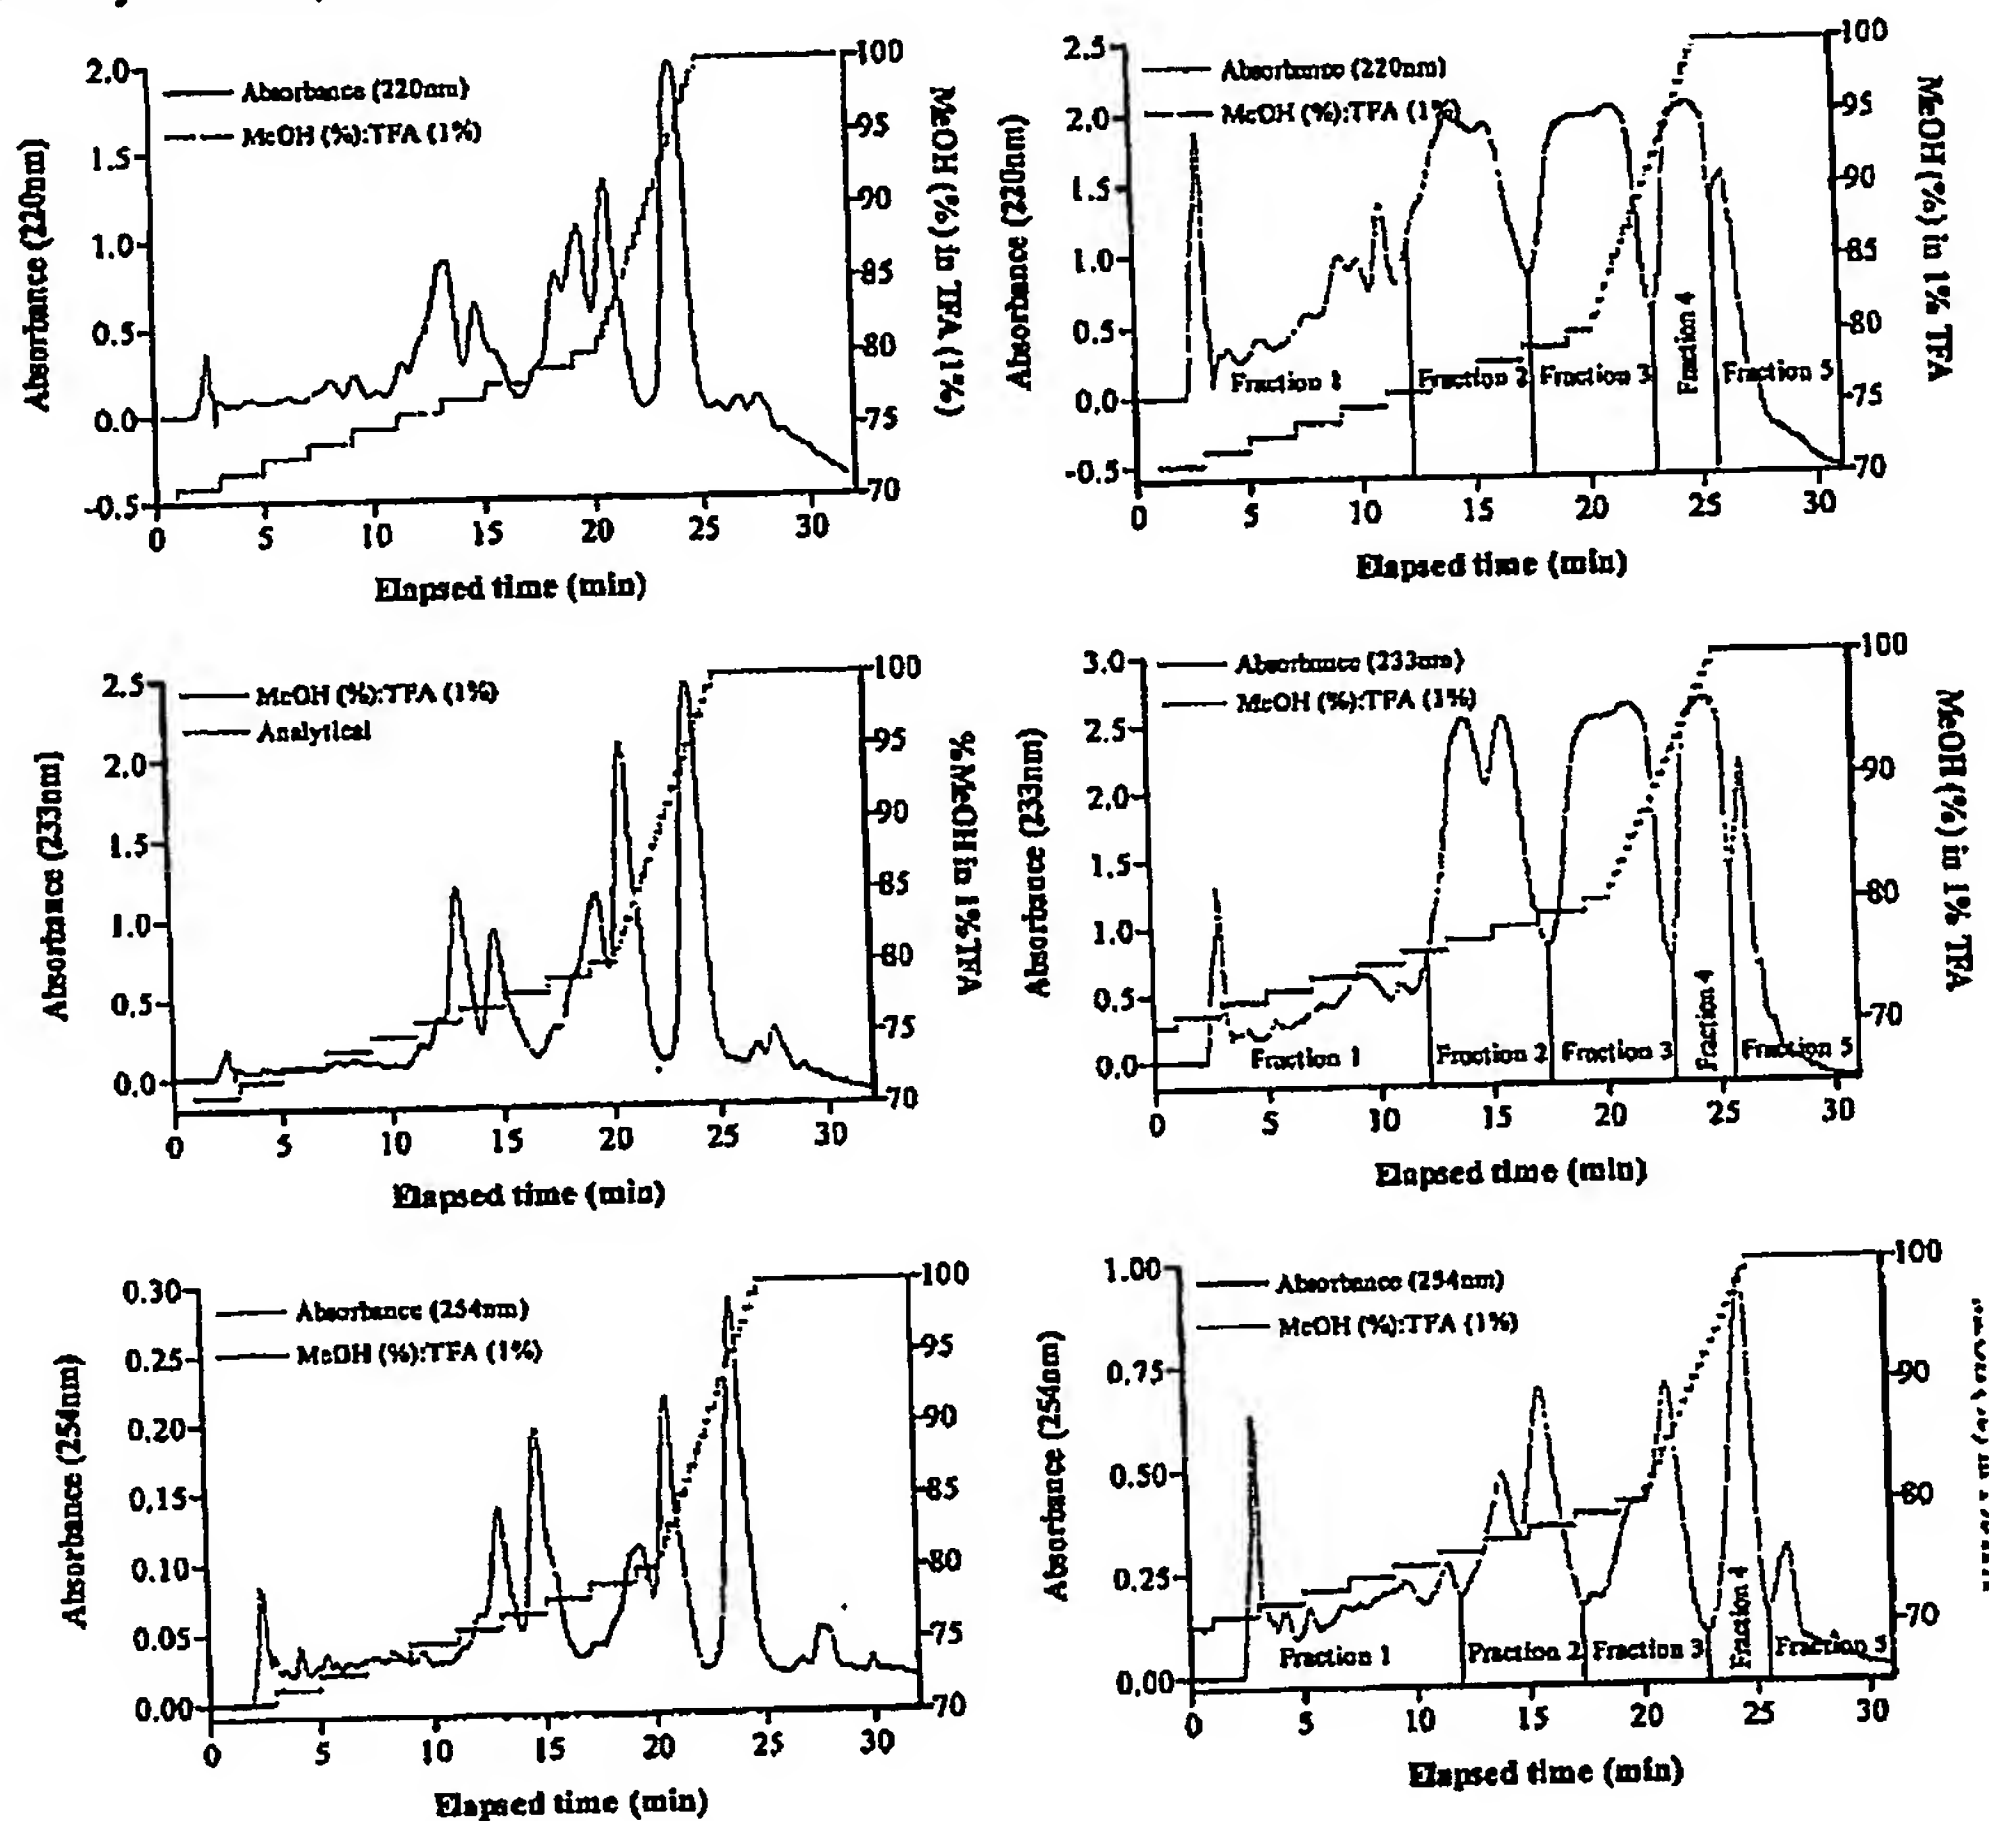 2.0
1.5
1.0
0.5
0.0
-0.5
Absorbance (220nm)
Absorbance (220nm)
MeOH (%):TFA (1%)
100
95
90
85
80
75
70
MeOH (%) in TFA (1%)
0 5 10 15 20 25 30
Elapsed time (min)
2.5
2.0
1.5
1.0
0.5
0.0
-0.5
Absorbance (220nm)
Absorbance (220nm)
MeOH (%):TFA (1%)
Fraction 1 Fraction 2 Fraction 3 Fraction 4 Fraction 5
100
95
90
85
80
75
70
MeOH (%) in 1% TFA
0 5 10 15 20 25 30
Elapsed time (min)
2.5
2.0
1.5
1.0
0.5
0.0
Absorbance (233nm)
MeOH (%):TFA (1%)
Analytical
100
95
90
85
80
75
70
%MeOH in 1%TFA
0 5 10 15 20 25 30
Elapsed time (min)
3.0
2.5
2.0
1.5
1.0
0.5
0.0
Absorbance (233nm)
Absorbance (233nm)
MeOH (%):TFA (1%)
Fraction 1 Fraction 2 Fraction 3 Fraction 4 Fraction 5
100
90
80
70
MeOH (%) in 1% TFA
0 5 10 15 20 25 30
Elapsed time (min)
0.30
0.25
0.20
0.15
0.10
0.05
0.00
Absorbance (254nm)
Absorbance (254nm)
MeOH (%):TFA (1%)
100
95
90
85
80
75
70
0 5 10 15 20 25 30
Elapsed time (min)
1.00
0.75
0.50
0.25
0.00
Absorbance (254nm)
Absorbance (254nm)
MeOH (%):TFA (1%)
Fraction 1 Fraction 2 Fraction 3 Fraction 4 Fraction 5
100
90
80
70
0 5 10 15 20 25 30
Elapsed time (min)